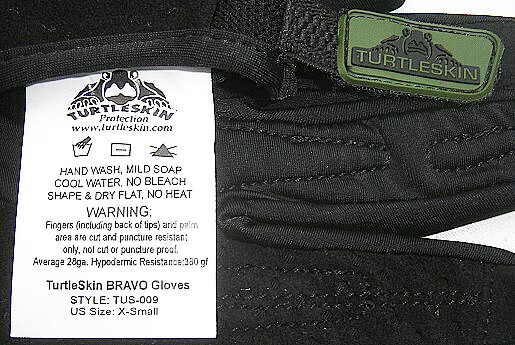 TURTLESKIN
TURTLESKIN
Protection
www.turtleskin.com
HAND WASH, MILD SOAP
COOL WATER, NO BLEACH
SHAPE & DRY FLAT, NO HEAT
WARNING:
Fingers (including back of tips) and palm
area are cut and puncture resistant
only, not cut or puncture proof.
Average 28ga. Hypodermic Resistance:380 gf
TurtleSkin BRAVO Gloves
STYLE: TUS-009
US Size: X-Small